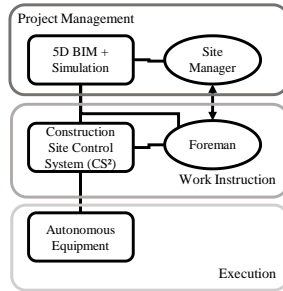 Project Management
5D BIM +
Simulation
Site
Manager
Construction
Site Control
System (CS²)
Foreman
Work Instruction
Autonomous
Equipment
Execution